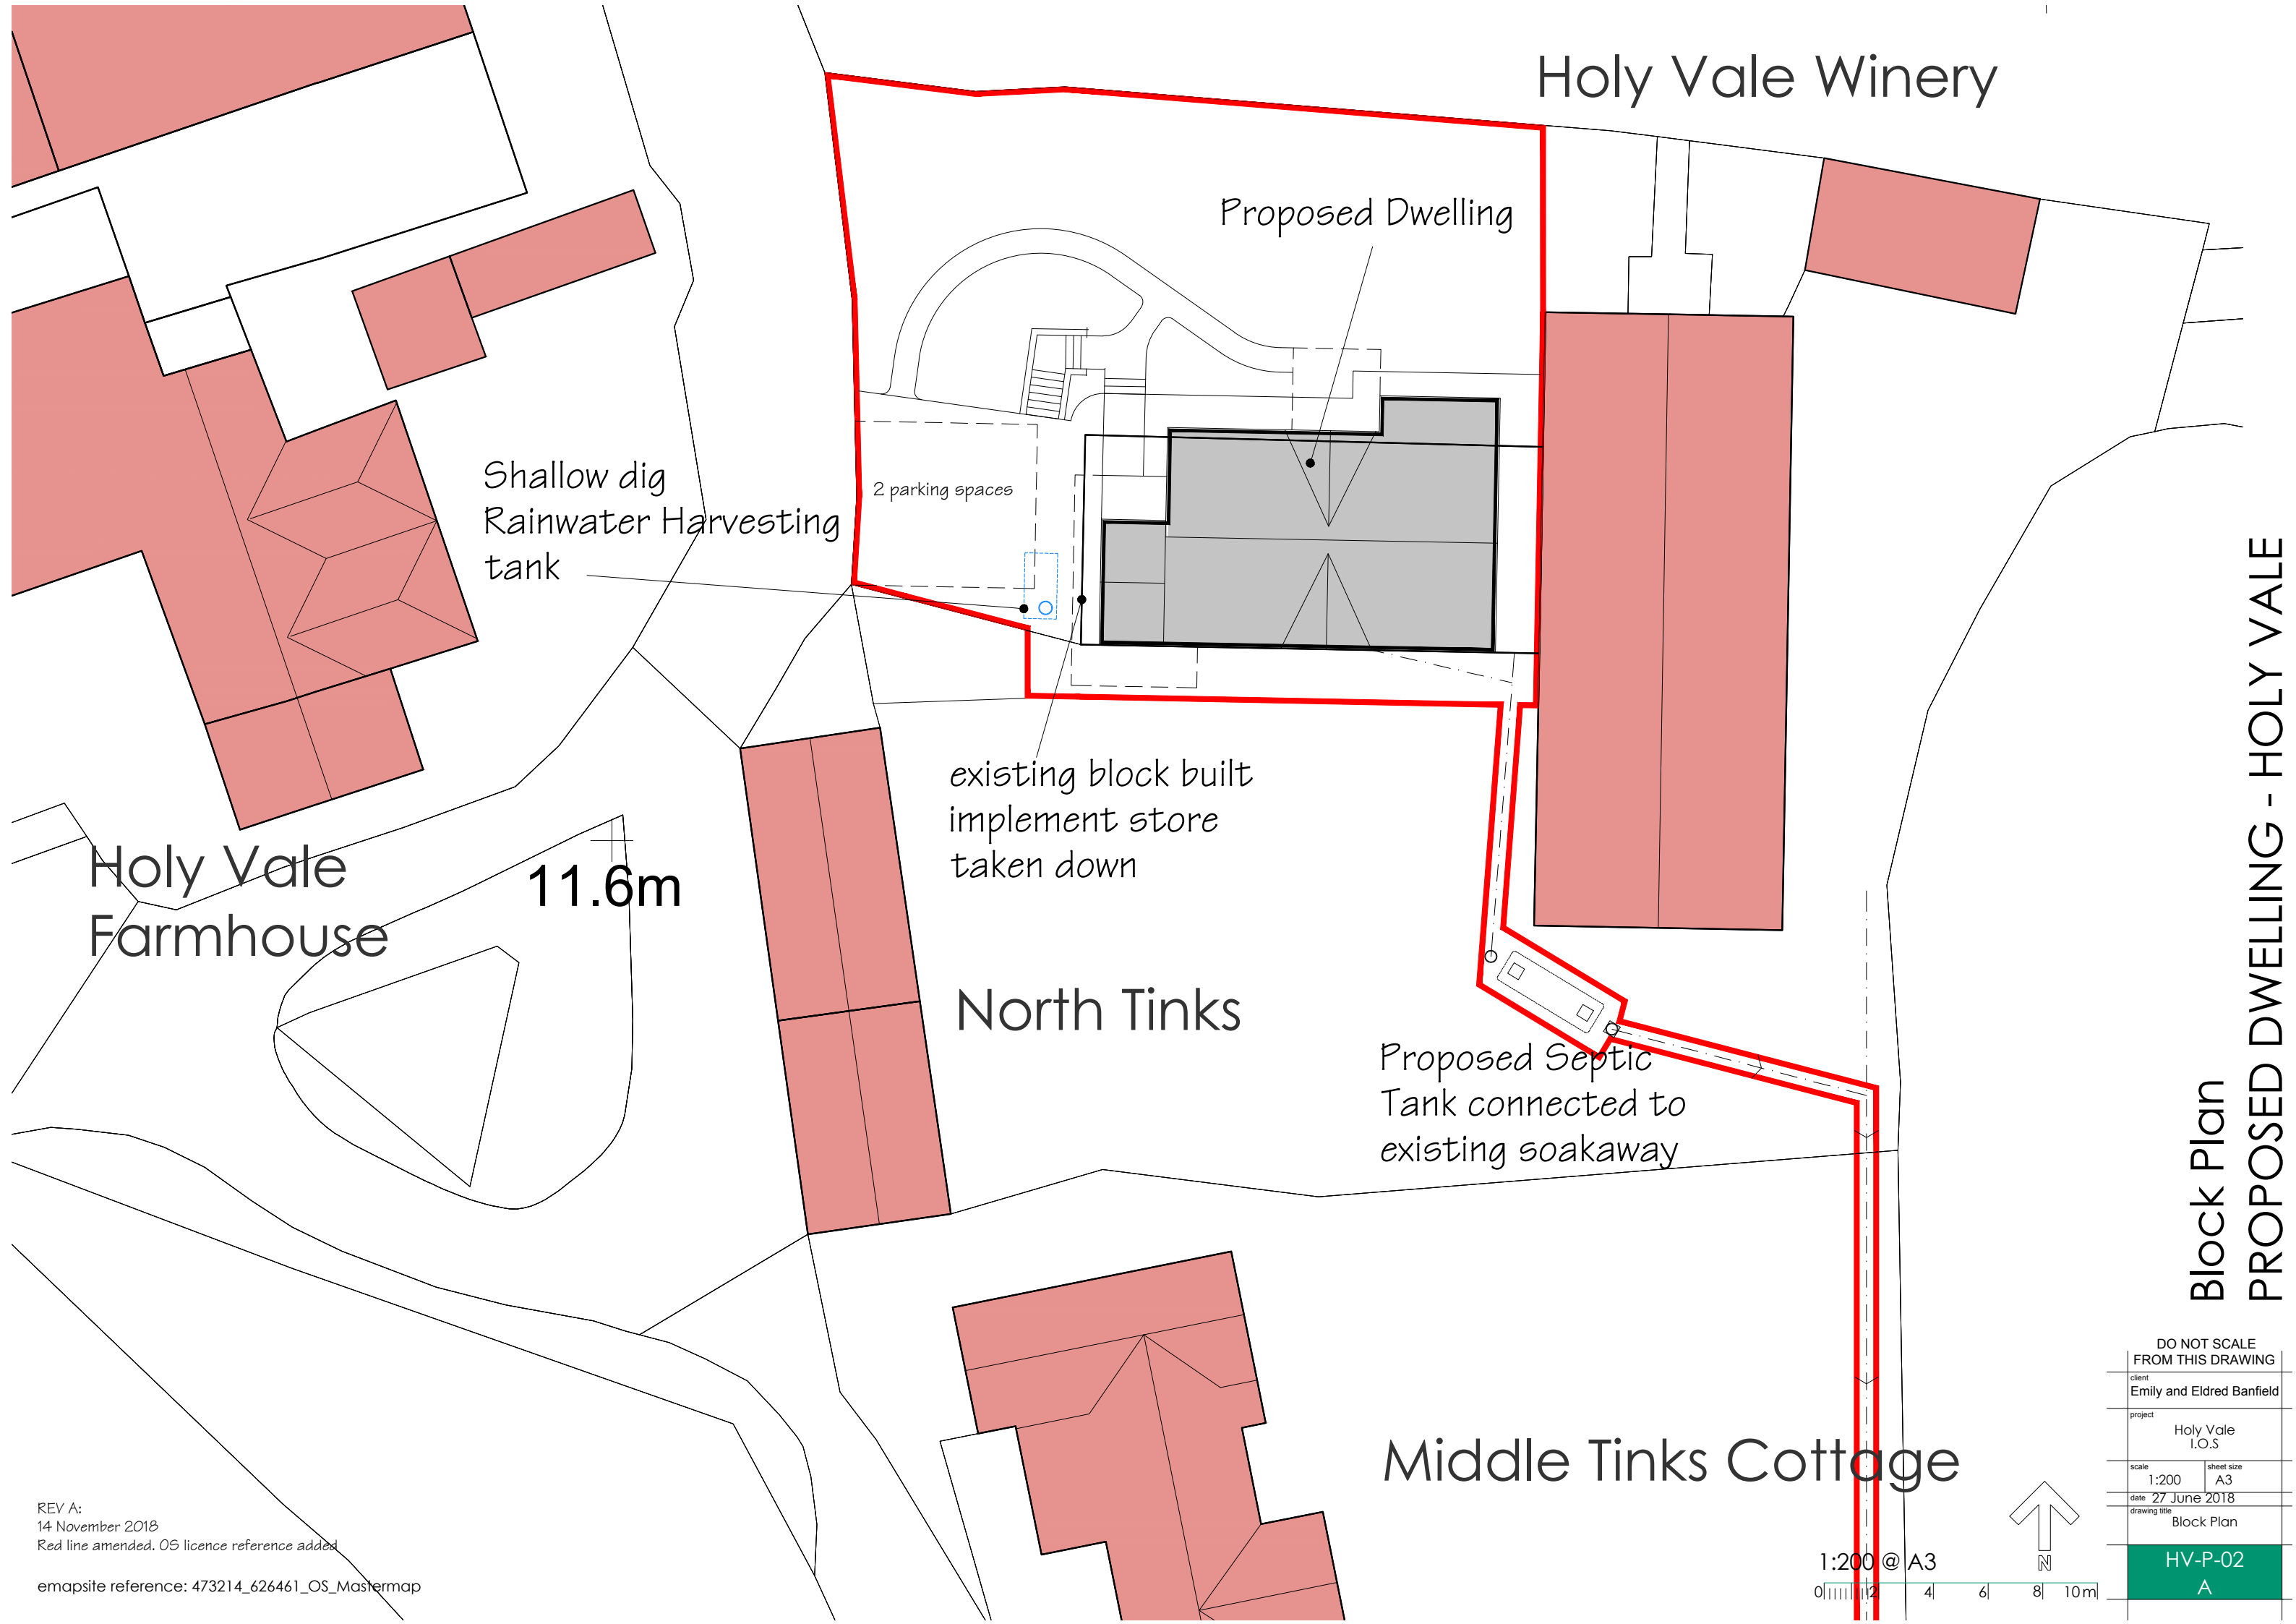 Holy Vale Winery
Proposed Dwelling
Shallow dig
Rainwater Harvesting
tank
2 parking spaces
existing block built
implement store
taken down
Holy Vale
Farmhouse
11.6m
North Tinks
Proposed Septic
Tank connected to
existing soakaway
Middle Tinks Cottage
Block Plan
PROPOSED DWELLING - HOLY VALE
REV A:
14 November 2018
Red line amended. OS licence reference added
emapsite reference: 473214_626461_OS_Mastermap
1:200 @ A3
0 2 4 6 8 10m
N
DO NOT SCALE
FROM THIS DRAWING
client
Emily and Eldred Banfield
project
Holy Vale
I.O.S
scale sheet size
1:200 A3
date 27 June 2018
drawing title
Block Plan
HV-P-02
A